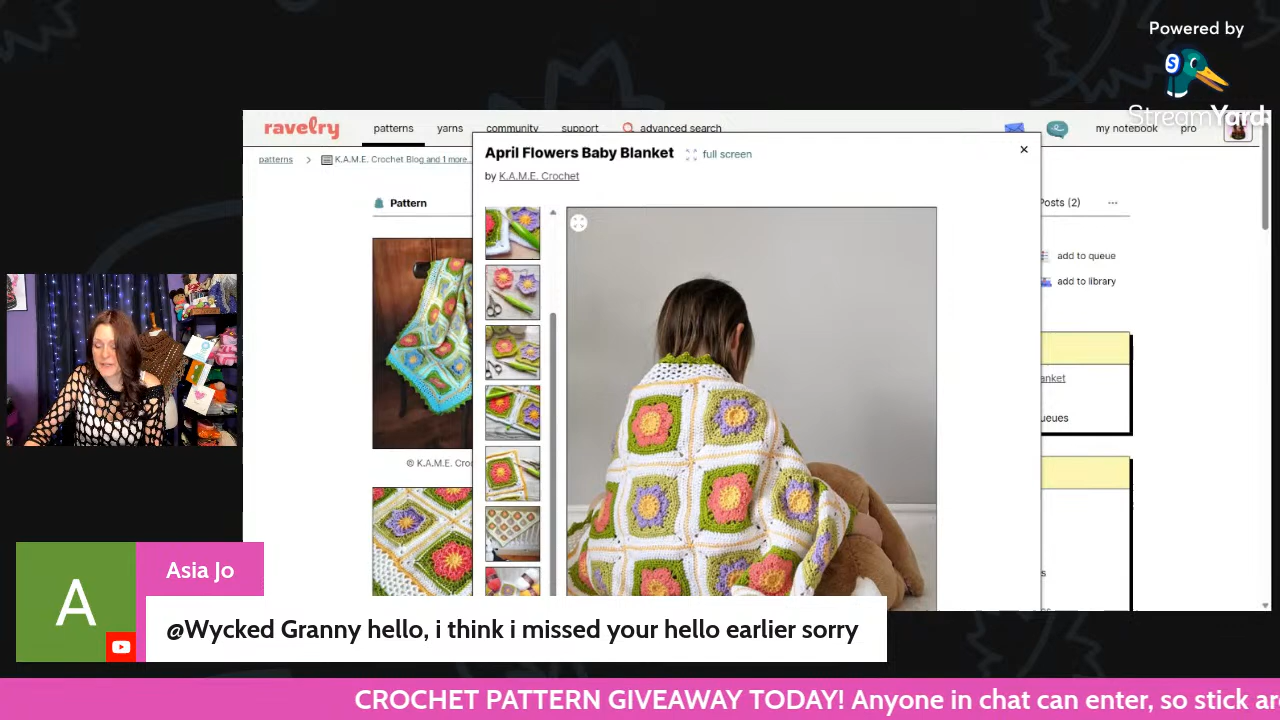 Powered by
StreamYard
ravelry
patterns
yarns
community
support
advanced search
my notebook
pro
patterns
K.A.M.E. Crochet Blog and 1 more...
April Flowers Baby Blanket
full screen
by K.A.M.E. Crochet
Pattern
Posts (2)
add to queue
add to library
anket
ueues
© K.A.M.E. Croc
A
Asia Jo
@Wycked Granny hello, i think i missed your hello earlier sorry
CROCHET PATTERN GIVEAWAY TODAY! Anyone in chat can enter, so stick ar